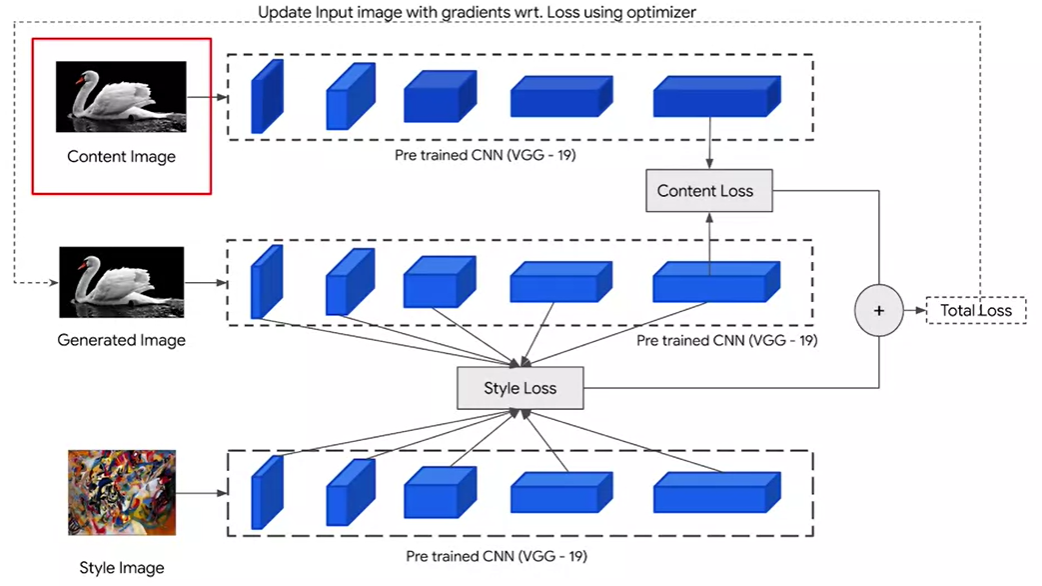 Update Input image with gradients wrt. Loss using optimizer
Content Image
Pre trained CNN (VGG - 19)
Content Loss
Generated Image
Pre trained CNN (VGG - 19)
+
Total Loss
Style Loss
Style Image
Pre trained CNN (VGG - 19)